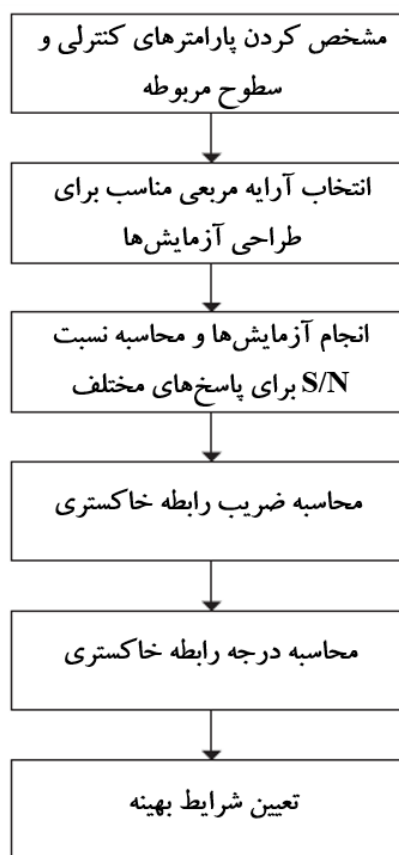 مشخص کردن پارامترهای کنترلی و
سطوح مربوطه
انتخاب آرایه مربعی مناسب برای
طراحی آزمایش‌ها
انجام آزمایش‌ها و محاسبه نسبت
S/N برای پاسخ‌های مختلف
محاسبه ضریب رابطه خاکستری
محاسبه درجه رابطه خاکستری
تعیین شرایط بهینه